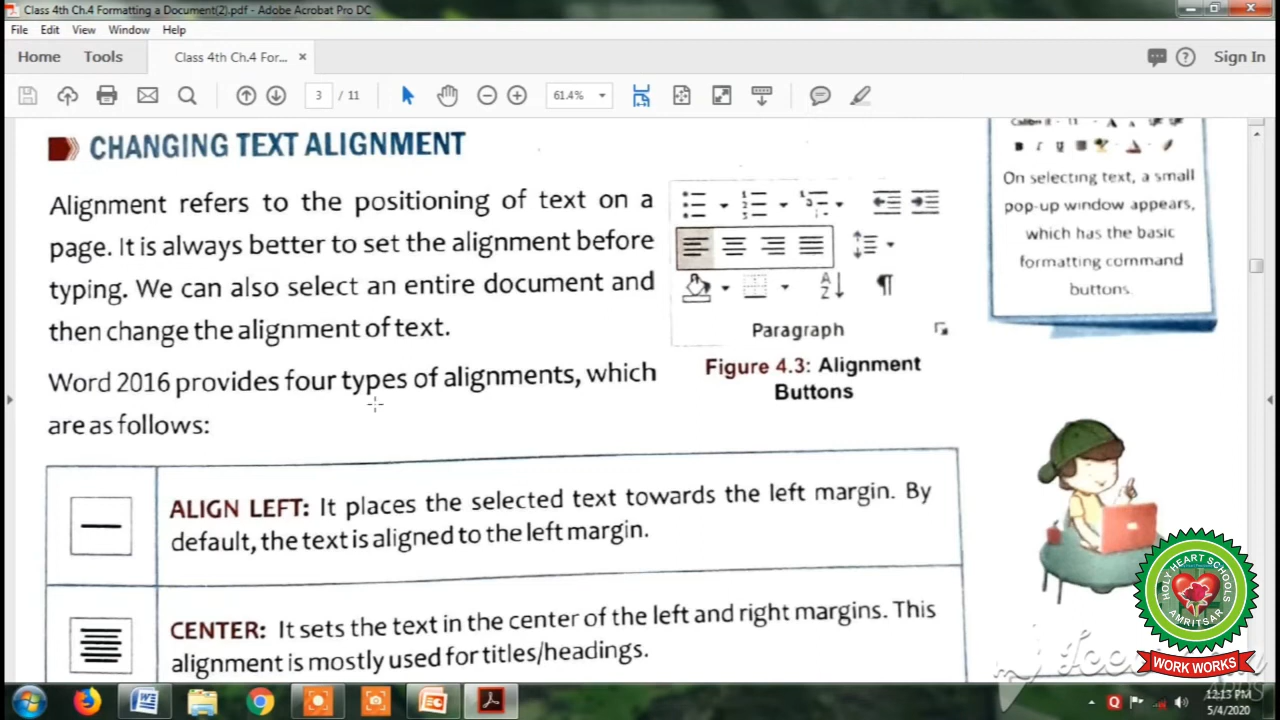 Class 4th Ch.4 Formatting a Document(2).pdf - Adobe Acrobat Pro DC
File Edit View Window Help
Home Tools Class 4th Ch.4 For... × Sign In
3 / 11 61.4%
CHANGING TEXT ALIGNMENT
Alignment refers to the positioning of text on a
page. It is always better to set the alignment before
typing. We can also select an entire document and
then change the alignment of text.
Word 2016 provides four types of alignments, which
are as follows:
Paragraph
Figure 4.3: Alignment
Buttons
On selecting text, a small
pop-up window appears,
which has the basic
formatting command
buttons.
ALIGN LEFT: It places the selected text towards the left margin. By
default, the text is aligned to the left margin.
CENTER: It sets the text in the center of the left and right margins. This
alignment is mostly used for titles/headings.
HOLY HEART SCHOOLS
AMRITSAR
WORK WORKS
12:13 PM
5/4/2020